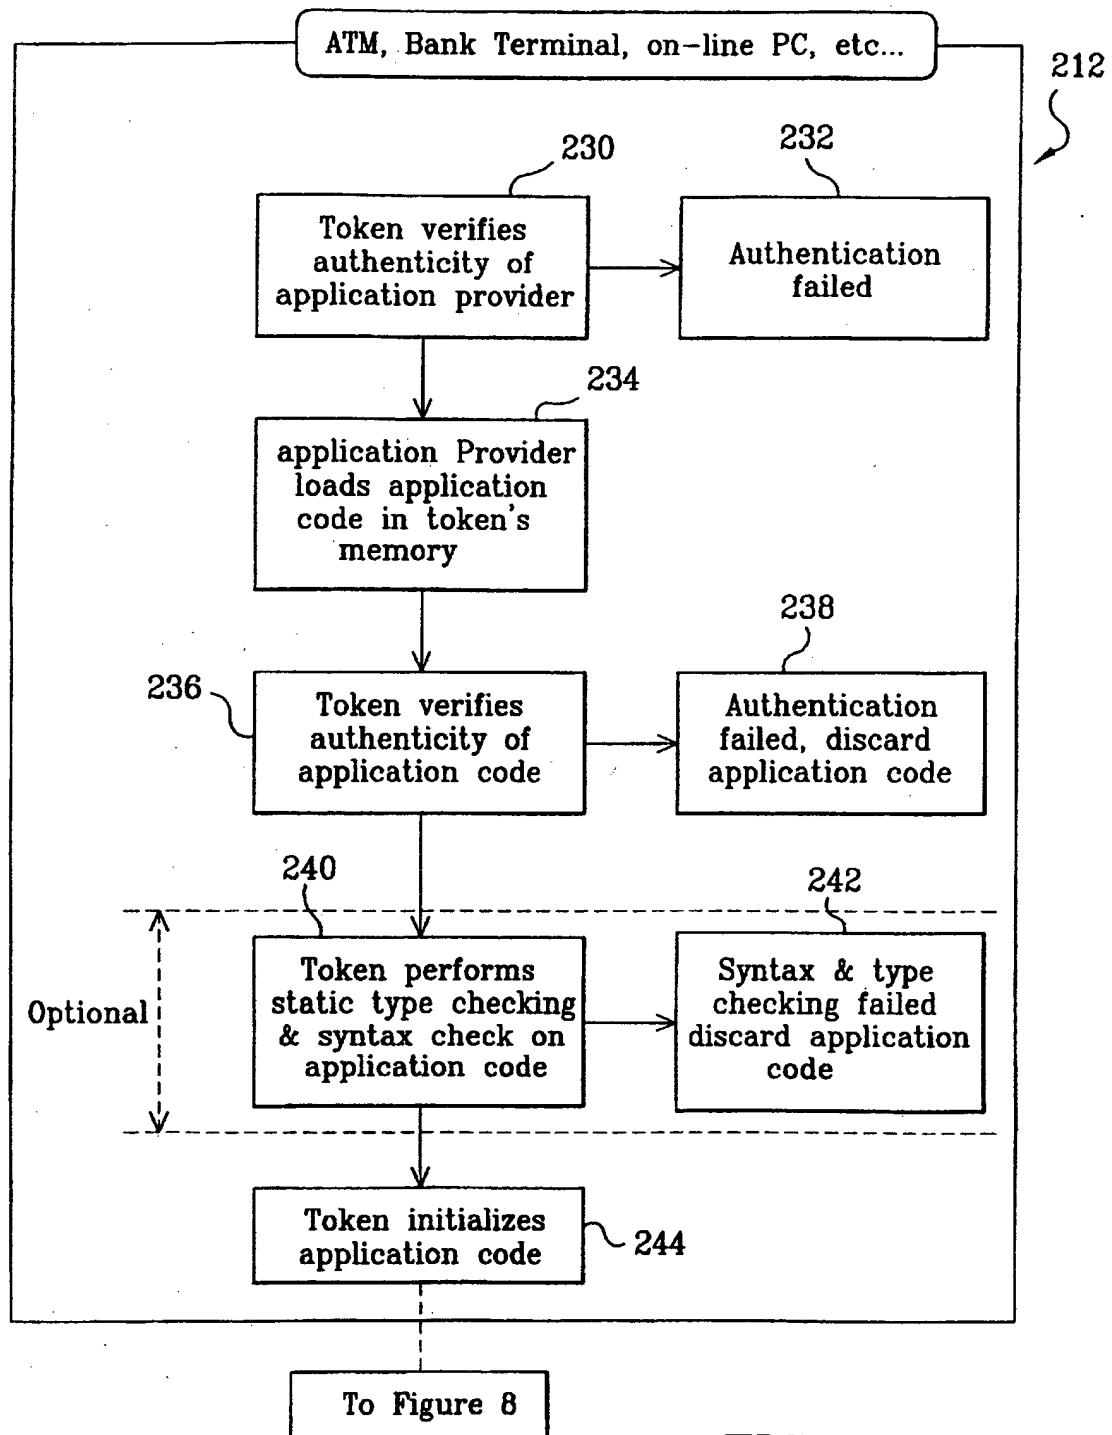 ATM, Bank Terminal, on-line PC, etc...
212
230
232
Token verifies
authenticity of
application provider
Authentication
failed
234
application Provider
loads application
code in token's
memory
236
238
Token verifies
authenticity of
application code
Authentication
failed, discard
application code
240
242
Optional
Token performs
static type checking
& syntax check on
application code
Syntax & type
checking failed
discard application
code
Token initializes
application code
244
To Figure 8